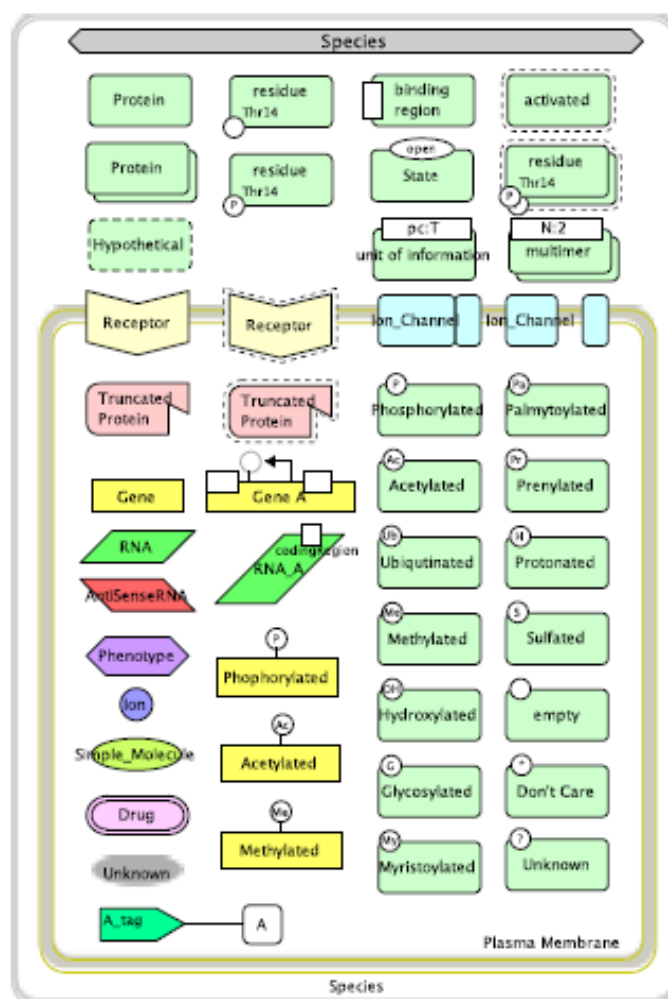 Species
Protein
residue
Thr14
binding
region
activated
Protein
residue
Thr14
P
open
State
residue
Thr14
P
Hypothetical
pc:T
unit of information
N:2
multimer
Receptor
Receptor
Ion_Channel
Ion_Channel
Truncated
Protein
Truncated
Protein
P
Phosphorylated
Pa
Palmytoylated
Gene
Gene A
Ac
Acetylated
Pr
Prenylated
RNA
codingRegion
RNA_A
Ub
Ubiqutinated
H
Protonated
AntiSenseRNA
Me
Methylated
S
Sulfated
Phenotype
P
Phophorylated
OH
Hydroxylated
empty
Ion
Simple_Molecule
Ac
Acetylated
G
Glycosylated
*
Don't Care
Drug
Me
Methylated
My
Myristoylated
?
Unknown
Unknown
A_tag
A
Plasma Membrane
Species